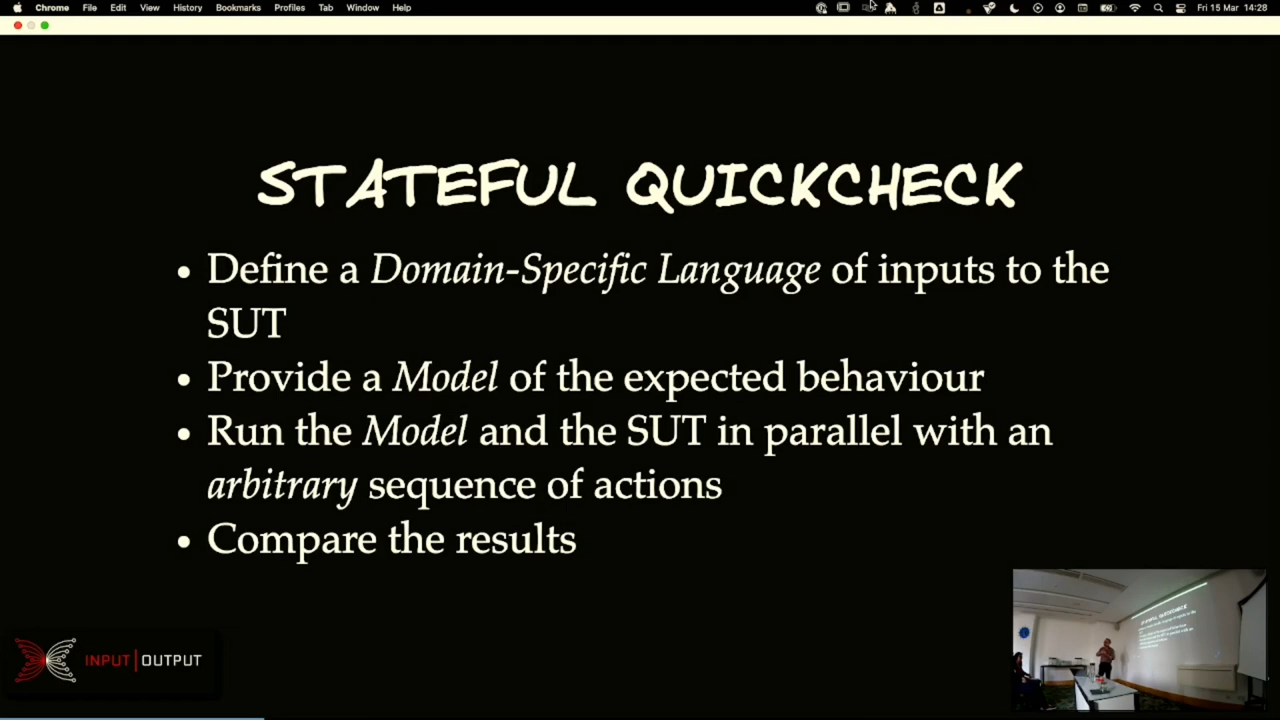 Chrome File Edit View History Bookmarks Profiles Tab Window Help Fri 15 Mar 14:28
STATEFUL QUICKCHECK
• Define a Domain-Specific Language of inputs to the
SUT
• Provide a Model of the expected behaviour
• Run the Model and the SUT in parallel with an
arbitrary sequence of actions
• Compare the results
INPUT|OUTPUT
STATEFUL QUICKCHECK